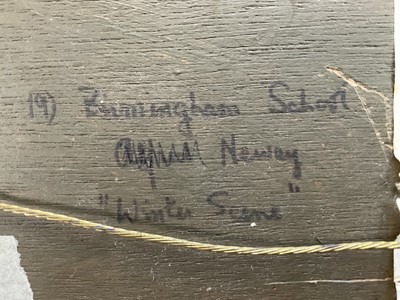 19) Birmingham School
Newey
"Winter Scene"